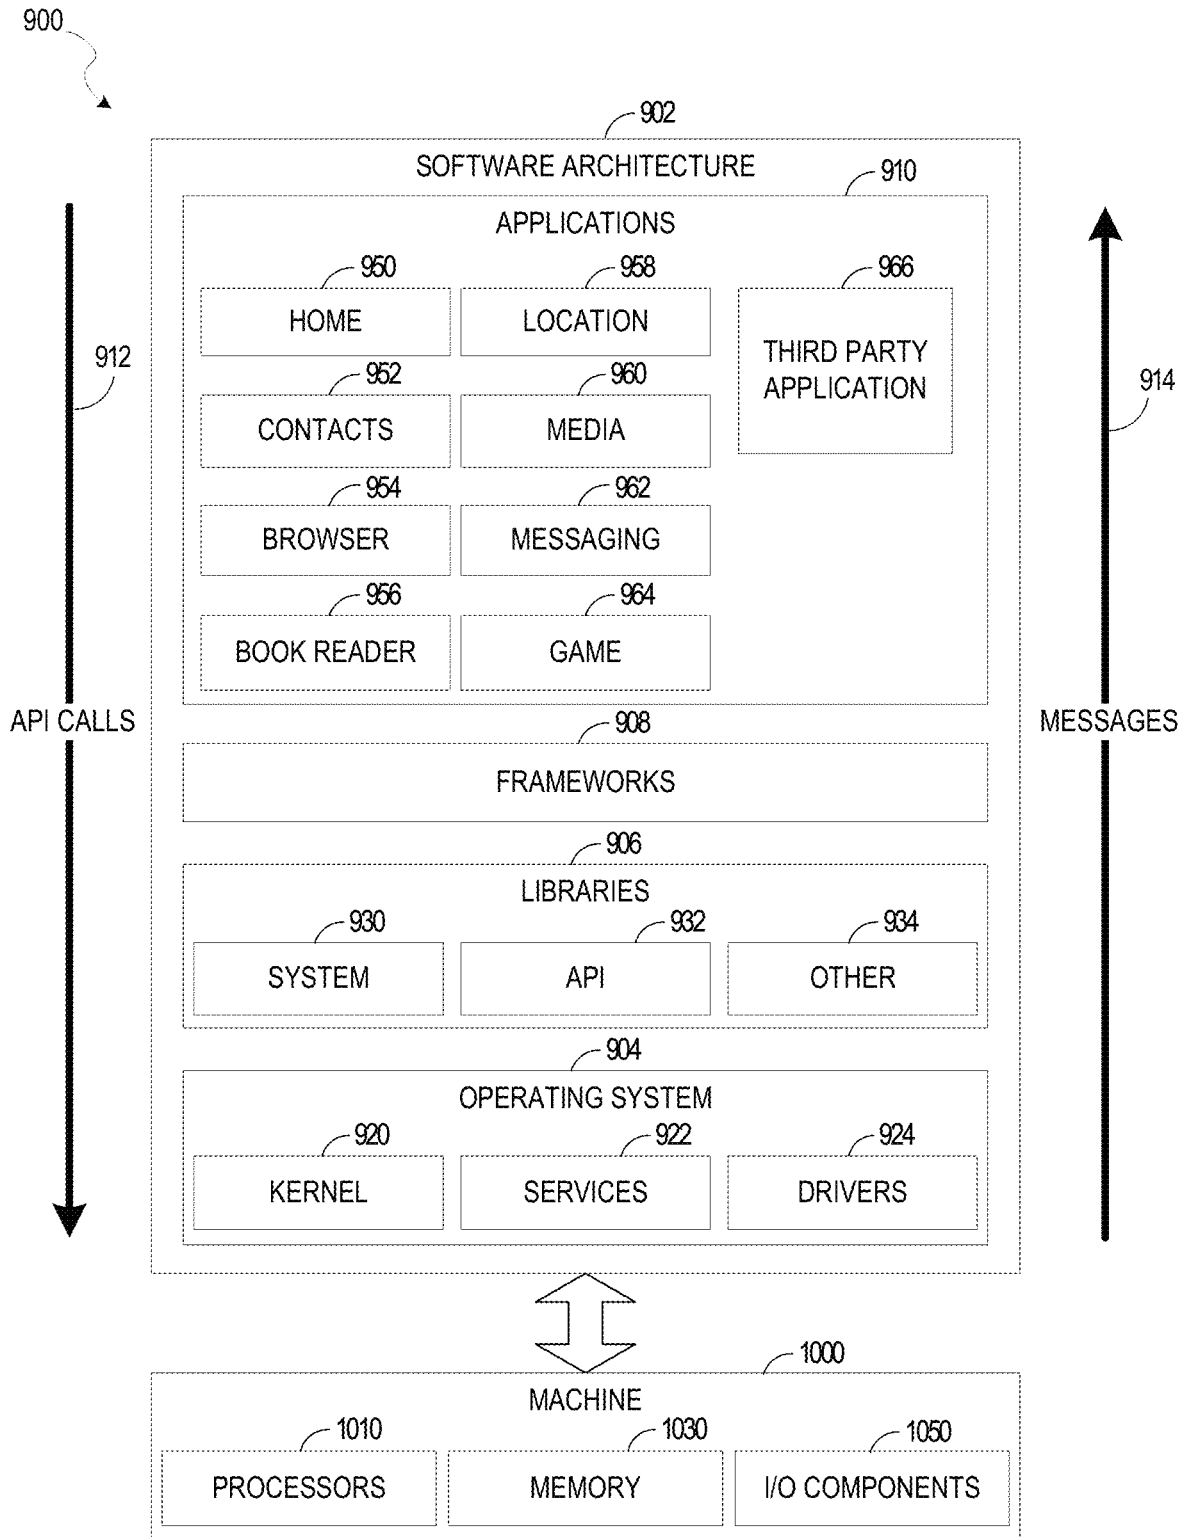 900
902
SOFTWARE ARCHITECTURE
910
APPLICATIONS
950
958
966
HOME
LOCATION
THIRD PARTY
APPLICATION
912
952
960
914
CONTACTS
MEDIA
954
962
BROWSER
MESSAGING
956
964
BOOK READER
GAME
API CALLS
MESSAGES
908
FRAMEWORKS
906
LIBRARIES
930
932
934
SYSTEM
API
OTHER
904
OPERATING SYSTEM
920
922
924
KERNEL
SERVICES
DRIVERS
1000
MACHINE
1010
1030
1050
PROCESSORS
MEMORY
I/O COMPONENTS